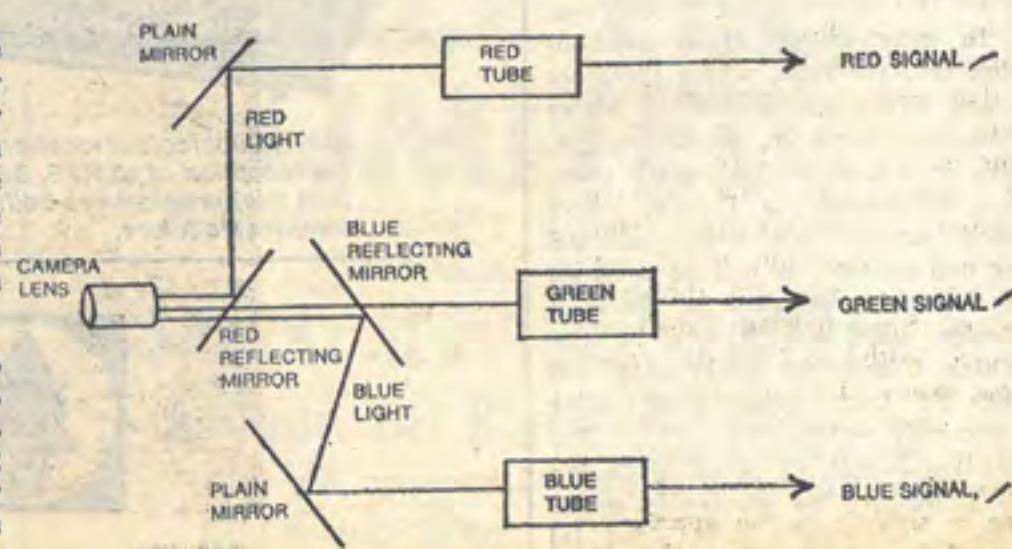 PLAIN
MIRROR
RED
TUBE
RED SIGNAL
RED
LIGHT
BLUE
REFLECTING
MIRROR
CAMERA
LENS
GREEN
TUBE
GREEN SIGNAL
RED
REFLECTING
MIRROR
BLUE
LIGHT
PLAIN
MIRROR
BLUE
TUBE
BLUE SIGNAL,